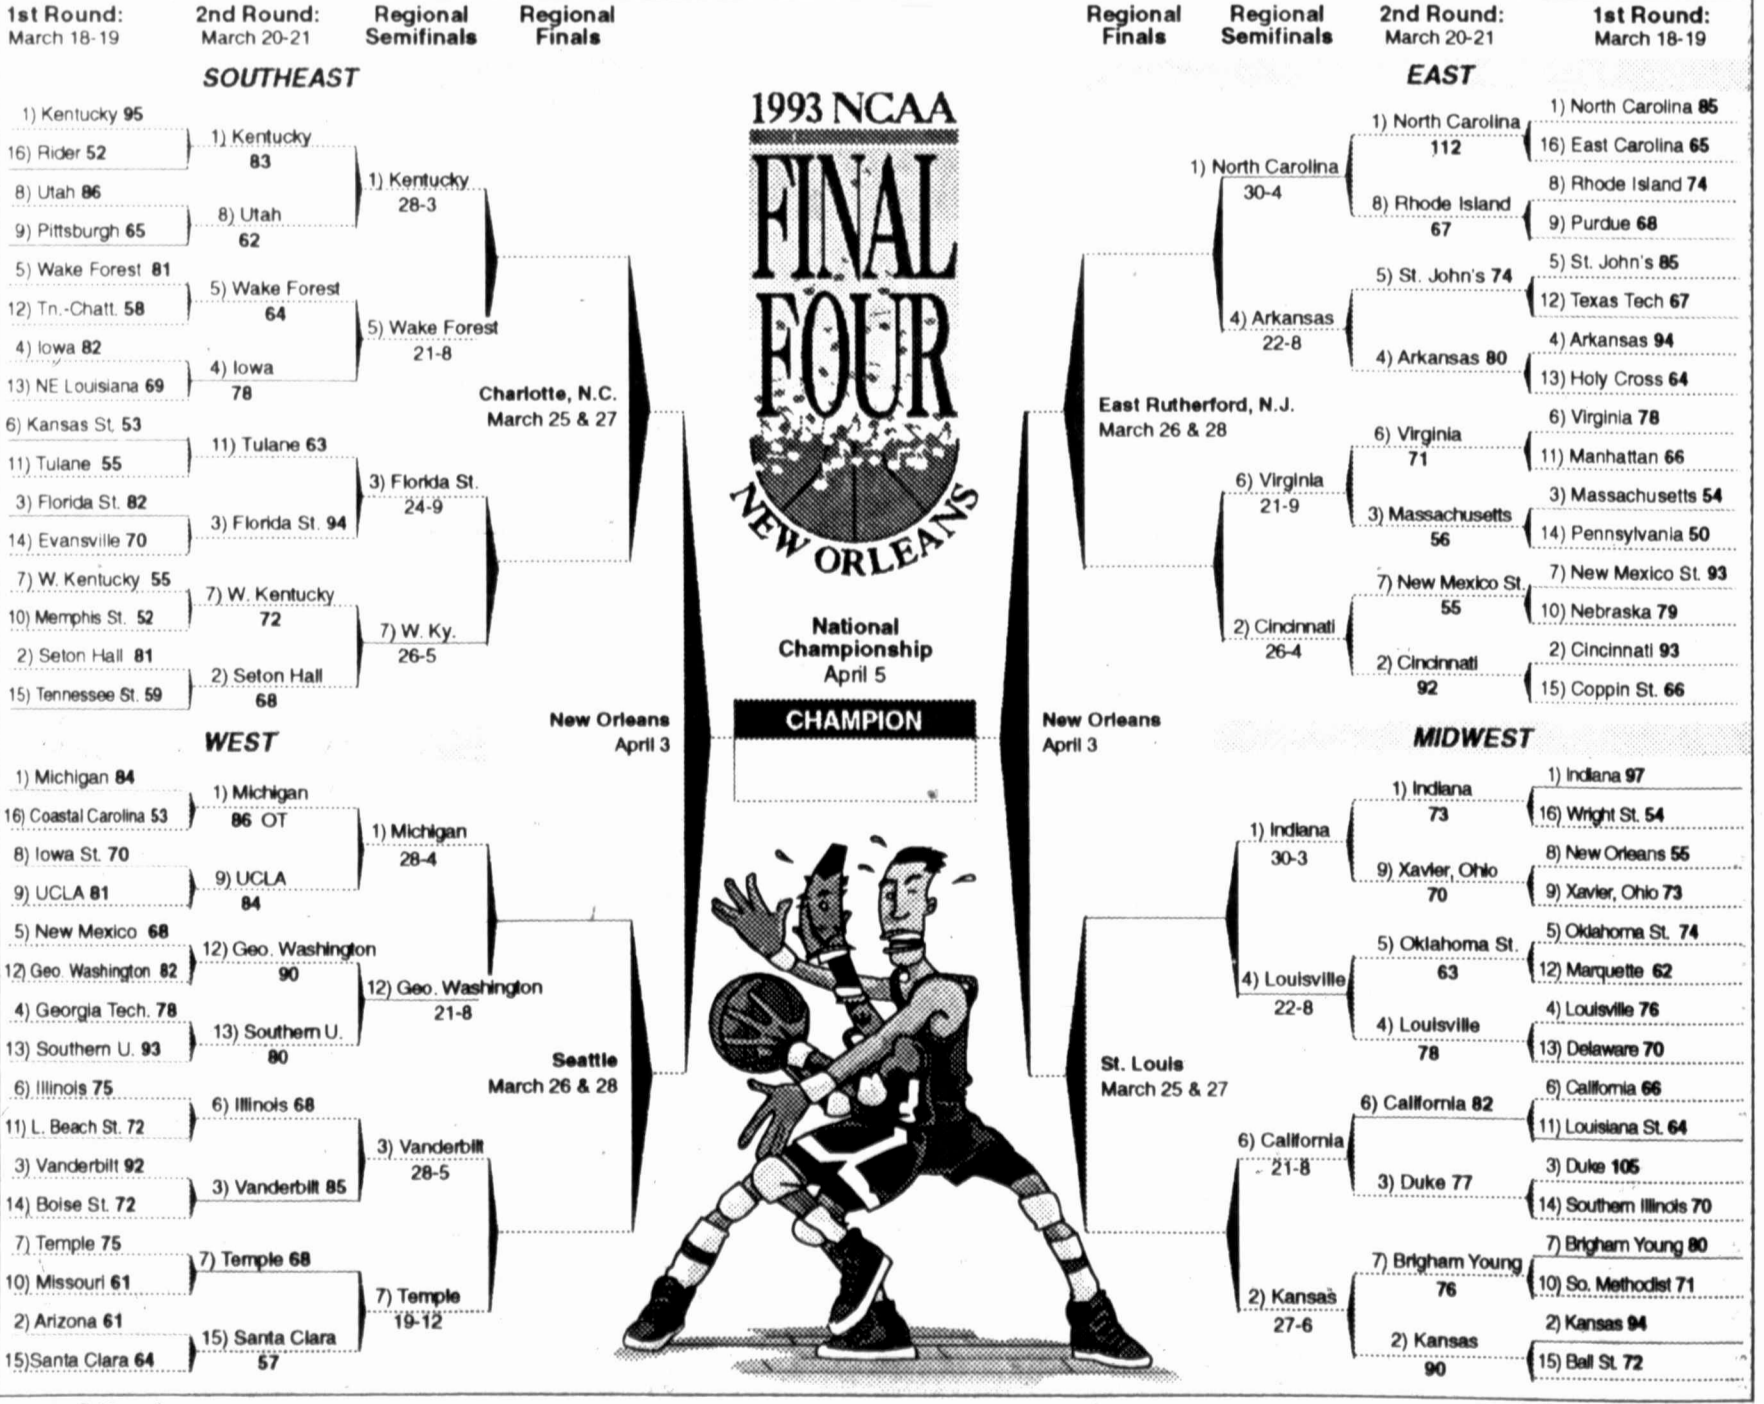 1st Round:
March 18-19
2nd Round:
March 20-21
Regional
Semifinals
Regional
Finals
Regional
Finals
Regional
Semifinals
2nd Round:
March 20-21
1st Round:
March 18-19
SOUTHEAST
1) Kentucky 95
16) Rider 52
8) Utah 86
9) Pittsburgh 65
5) Wake Forest 81
12) Tn.-Chatt. 58
4) Iowa 82
13) NE Louisiana 69
6) Kansas St. 53
11) Tulane 55
3) Florida St. 82
14) Evansville 70
7) W. Kentucky 55
10) Memphis St. 52
2) Seton Hall 81
15) Tennessee St. 59
1) Kentucky
83
8) Utah
62
5) Wake Forest
64
4) Iowa
78
11) Tulane 63
3) Florida St. 94
7) W. Kentucky
72
2) Seton Hall
68
1) Kentucky
28-3
5) Wake Forest
21-8
3) Florida St.
24-9
7) W. Ky.
26-5
Charlotte, N.C.
March 25 & 27
WEST
1) Michigan 84
16) Coastal Carolina 53
8) Iowa St. 70
9) UCLA 81
5) New Mexico 68
12) Geo. Washington 82
4) Georgia Tech. 78
13) Southern U. 93
6) Illinois 75
11) L. Beach St. 72
3) Vanderbilt 92
14) Boise St. 72
7) Temple 75
10) Missouri 61
2) Arizona 61
15)Santa Clara 64
1) Michigan
86 OT
9) UCLA
84
12) Geo. Washington
90
13) Southern U.
80
6) Illinois 68
3) Vanderbilt 85
7) Temple 68
15) Santa Clara
57
1) Michigan
28-4
12) Geo. Washington
21-8
3) Vanderbilt
28-5
7) Temple
19-12
Seattle
March 26 & 28
New Orleans
April 3
1993 NCAA
FINAL
FOUR
NEW ORLEANS
National
Championship
April 5
CHAMPION
New Orleans
April 3
EAST
1) North Carolina 85
16) East Carolina 65
8) Rhode Island 74
9) Purdue 68
5) St. John's 85
12) Texas Tech 67
4) Arkansas 94
13) Holy Cross 64
6) Virginia 78
11) Manhattan 66
3) Massachusetts 54
14) Pennsylvania 50
7) New Mexico St. 93
10) Nebraska 79
2) Cincinnati 93
15) Coppin St. 66
1) North Carolina
112
8) Rhode Island
67
5) St. John's 74
4) Arkansas 80
6) Virginia
71
3) Massachusetts
56
7) New Mexico St.
55
2) Cincinnati
92
1) North Carolina
30-4
4) Arkansas
22-8
6) Virginia
21-9
2) Cincinnati
26-4
East Rutherford, N.J.
March 26 & 28
MIDWEST
1) Indiana 97
16) Wright St. 54
8) New Orleans 55
9) Xavier, Ohio 73
5) Oklahoma St. 74
12) Marquette 62
4) Louisville 76
13) Delaware 70
6) California 66
11) Louisiana St. 64
3) Duke 105
14) Southern Illinois 70
7) Brigham Young 80
10) So. Methodist 71
2) Kansas 94
15) Ball St. 72
1) Indiana
73
9) Xavier, Ohio
70
5) Oklahoma St.
63
4) Louisville
78
6) California 82
3) Duke 77
7) Brigham Young
76
2) Kansas
90
1) Indiana
30-3
4) Louisville
22-8
6) California
21-8
2) Kansas
27-6
St. Louis
March 25 & 27